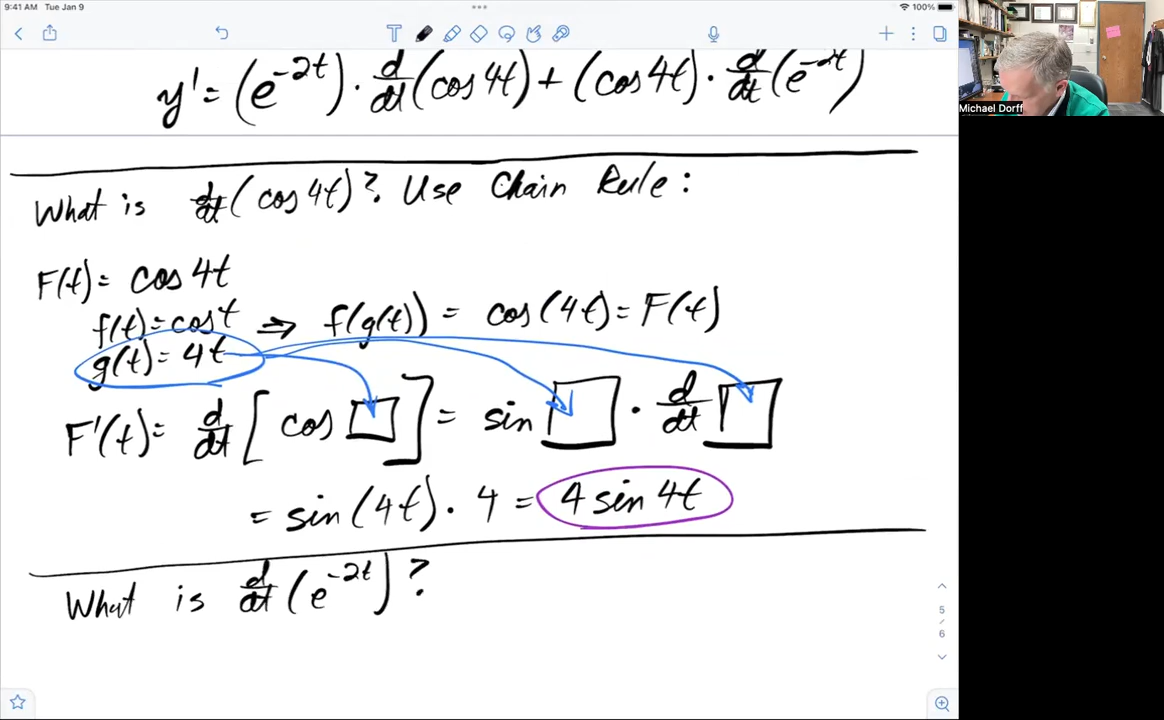 9:41 AM Tue Jan 9
100%
y' = (e^-2t) · d/dt (cos 4t) + (cos 4t) · d/dt (e^-2t)
Michael Dorff
What is d/dt (cos 4t)? Use Chain Rule:
F(t) = cos 4t
f(t) = cos t ⇒ f(g(t)) = cos(4t) = F(t)
g(t) = 4t
F'(t) = d/dt [ cos □ ] = sin □ · d/dt □
= sin(4t) · 4 = 4 sin 4t
What is d/dt (e^-2t)?
5
/
6